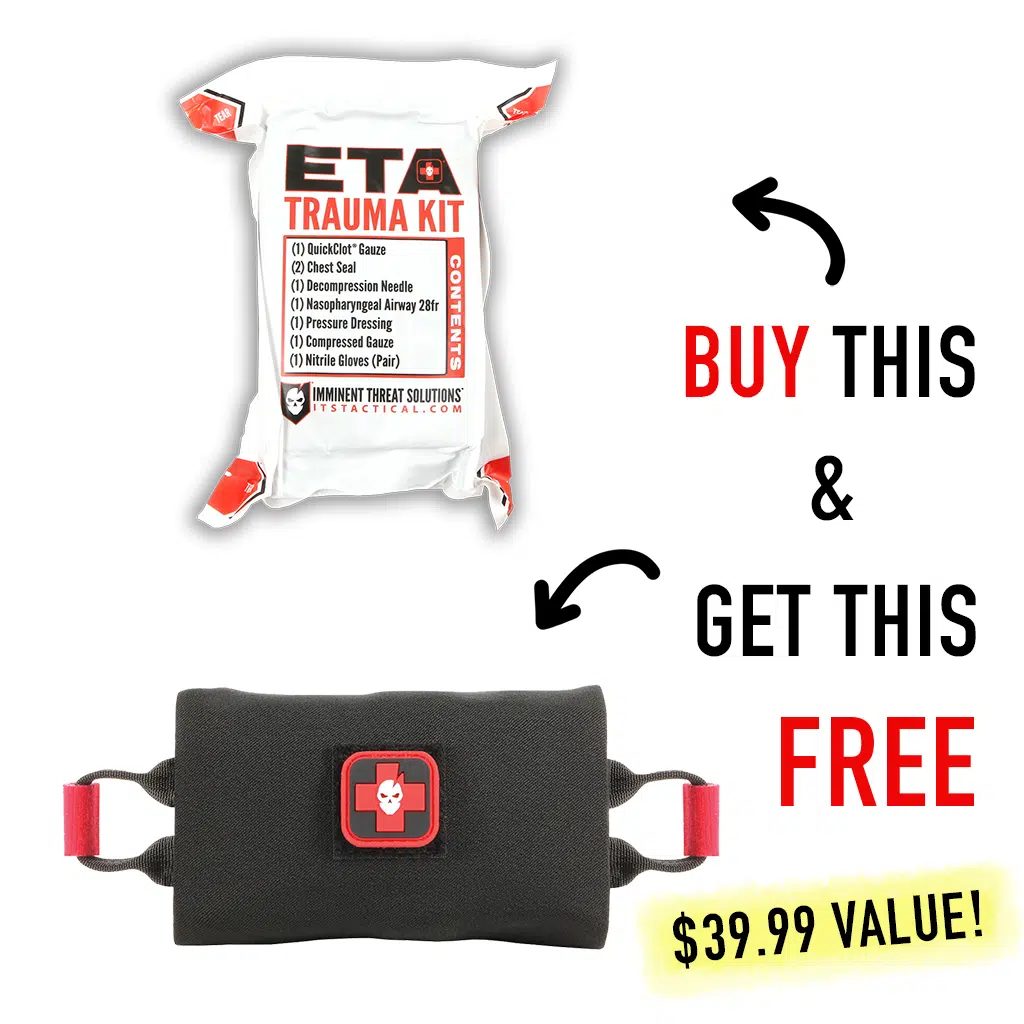 TEAR
TEAR
ETA
TRAUMA KIT
(1) QuickClot® Gauze
(2) Chest Seal
(1) Decompression Needle
(1) Nasopharyngeal Airway 28fr
(1) Pressure Dressing
(1) Compressed Gauze
(1) Nitrile Gloves (Pair)
CONTENTS
IMMINENT THREAT SOLUTIONS
ITSTACTICAL.COM
BUY THIS
&
GET THIS
FREE
$39.99 VALUE!